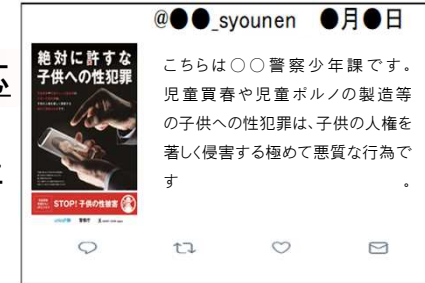 @●●_syounen ●月●日
絶対に許すな
子供への性犯罪
こちらは○○警察少年課です。
児童買春や児童ポルノの製造等
の子供への性犯罪は、子供の人権を
著しく侵害する極めて悪質な行為で
す。
STOP! 子供の性被害